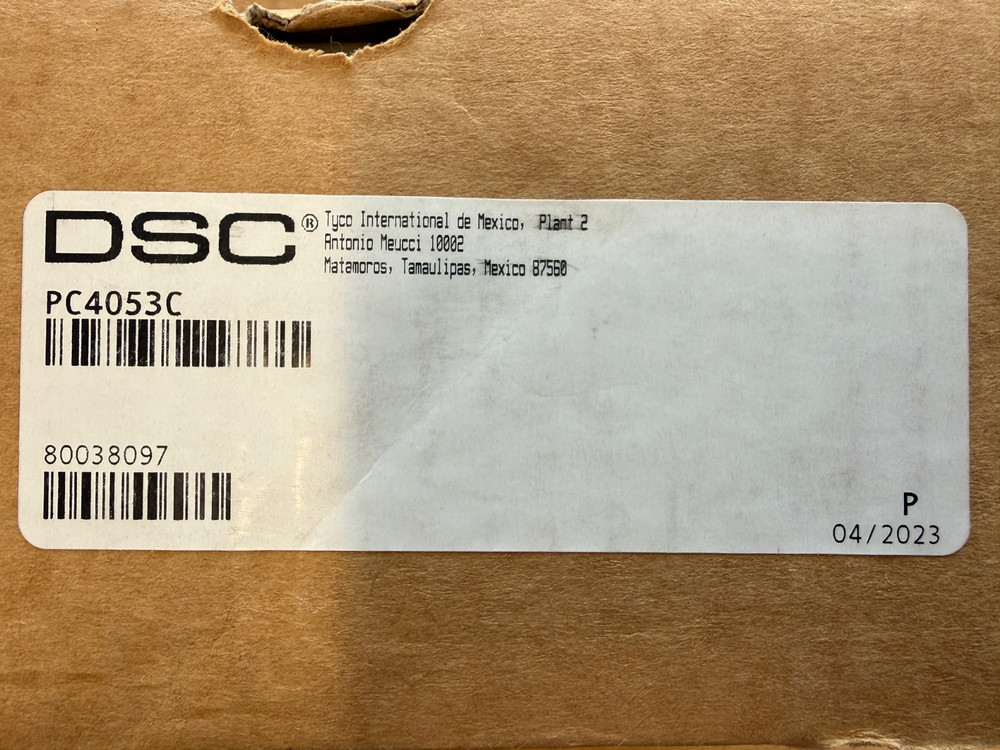 DSC® Tyco International de Mexico, Plant 2
Antonio Meucci 10002
Matamoros, Tamaulipas, Mexico 87560
PC4053C
80038097
P
04/2023